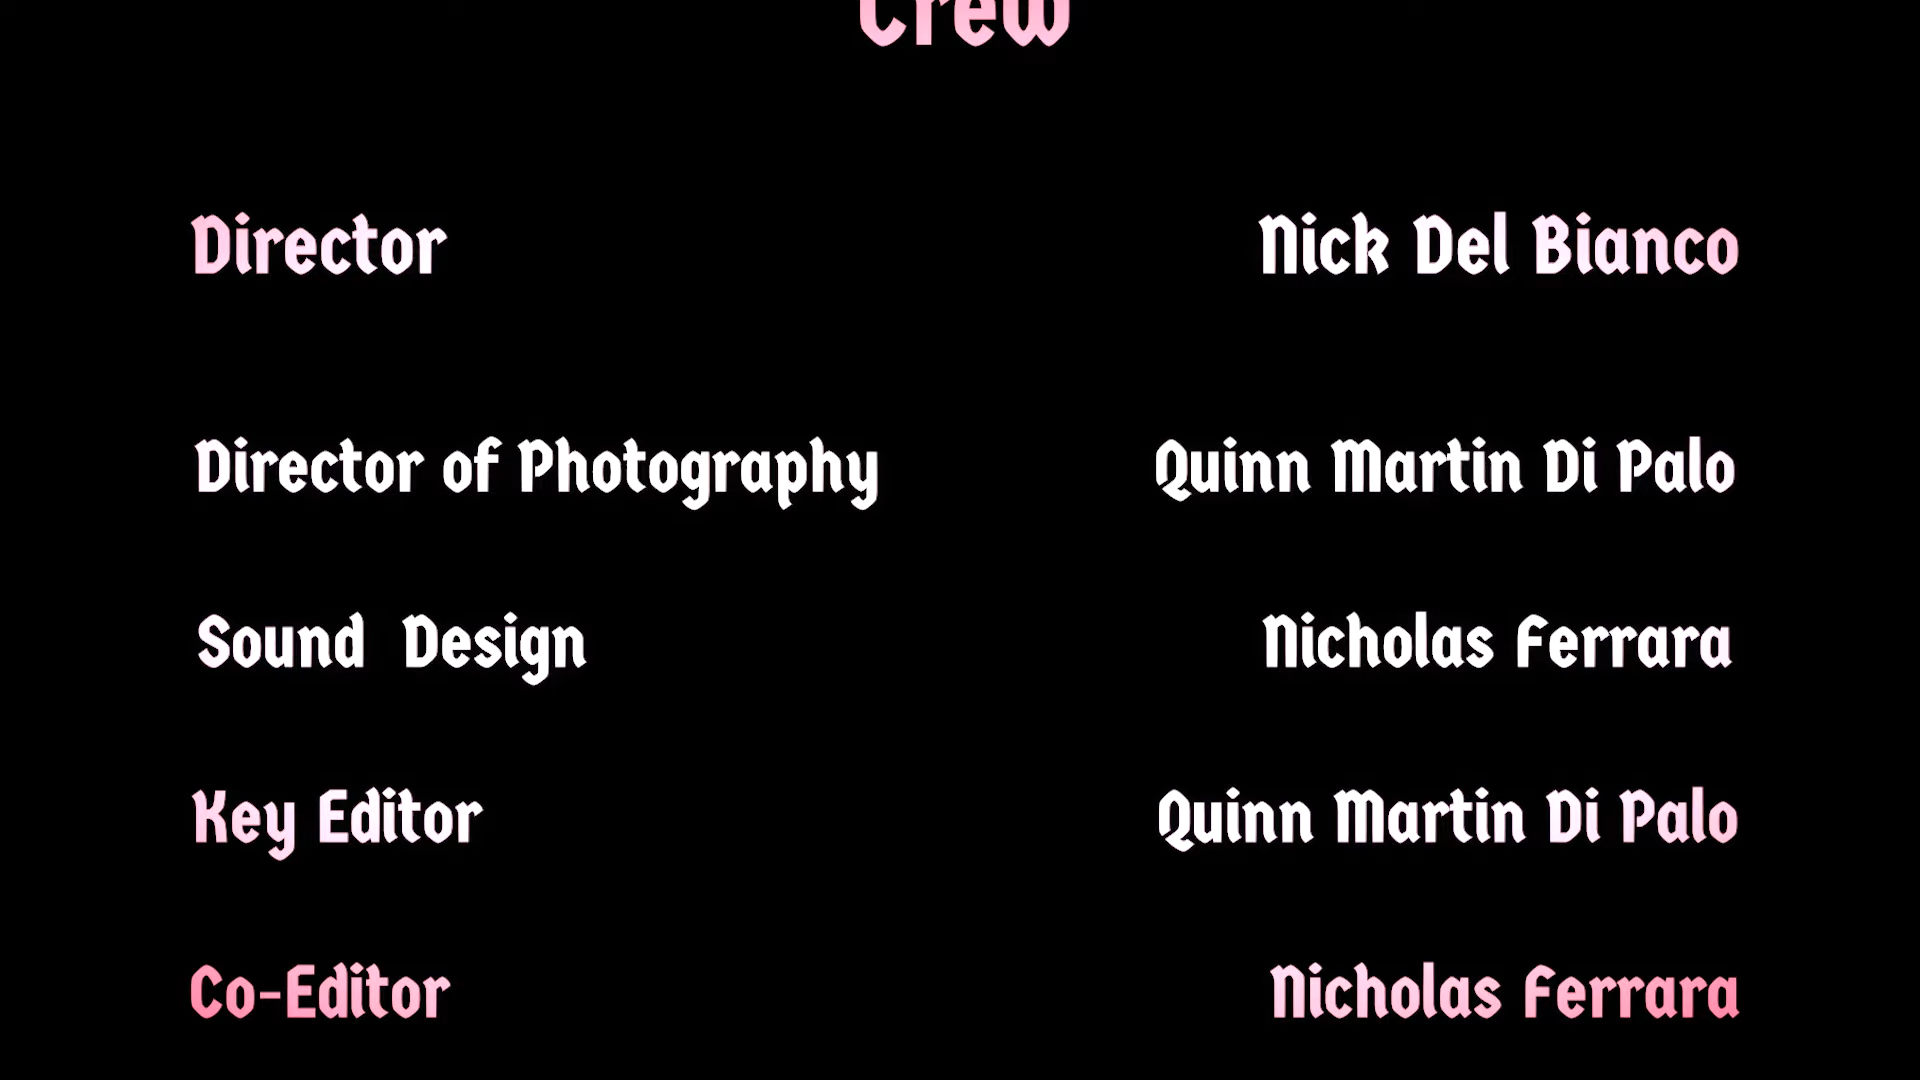 Crew
Director Nick Del Bianco
Director of Photography Quinn Martin Di Palo
Sound Design Nicholas Ferrara
Key Editor Quinn Martin Di Palo
Co-Editor Nicholas Ferrara